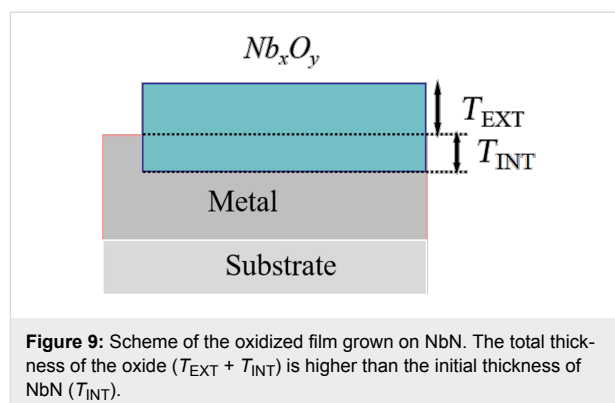 NbxOy
TEXT
TINT
Metal
Substrate
Figure 9: Scheme of the oxidized film grown on NbN. The total thick-
ness of the oxide (TEXT + TINT) is higher than the initial thickness of
NbN (TINT).